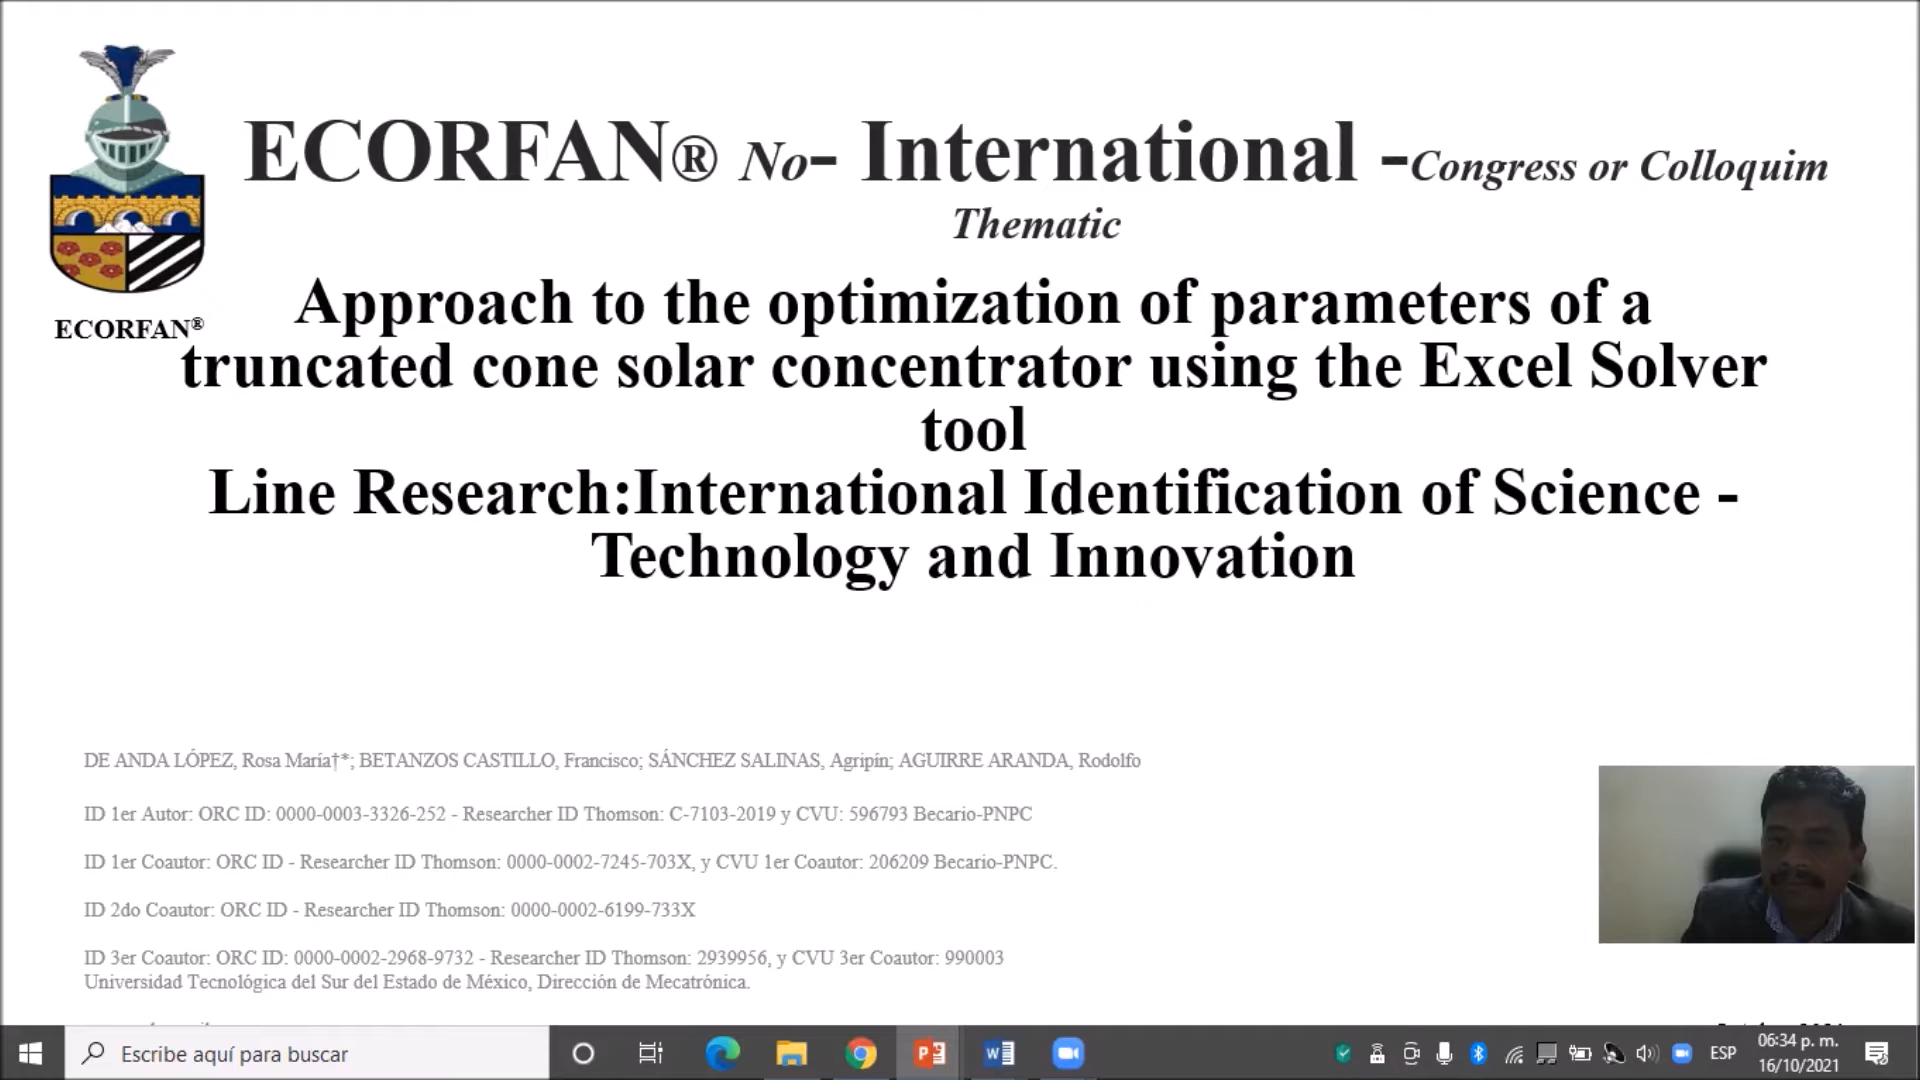 ECORFAN® No- International -Congress or Colloquim
Thematic
ECORFAN®
Approach to the optimization of parameters of a
truncated cone solar concentrator using the Excel Solver
tool
Line Research:International Identification of Science -
Technology and Innovation
DE ANDA LÓPEZ, Rosa María†*; BETANZOS CASTILLO, Francisco; SÁNCHEZ SALINAS, Agripín; AGUIRRE ARANDA, Rodolfo
ID 1er Autor: ORC ID: 0000-0003-3326-252 - Researcher ID Thomson: C-7103-2019 y CVU: 596793 Becario-PNPC
ID 1er Coautor: ORC ID - Researcher ID Thomson: 0000-0002-7245-703X, y CVU 1er Coautor: 206209 Becario-PNPC.
ID 2do Coautor: ORC ID - Researcher ID Thomson: 0000-0002-6199-733X
ID 3er Coautor: ORC ID: 0000-0002-2968-9732 - Researcher ID Thomson: 2939956, y CVU 3er Coautor: 990003
Universidad Tecnológica del Sur del Estado de México, Dirección de Mecatrónica.
Escribe aquí para buscar
ESP
06:34 p. m.
16/10/2021